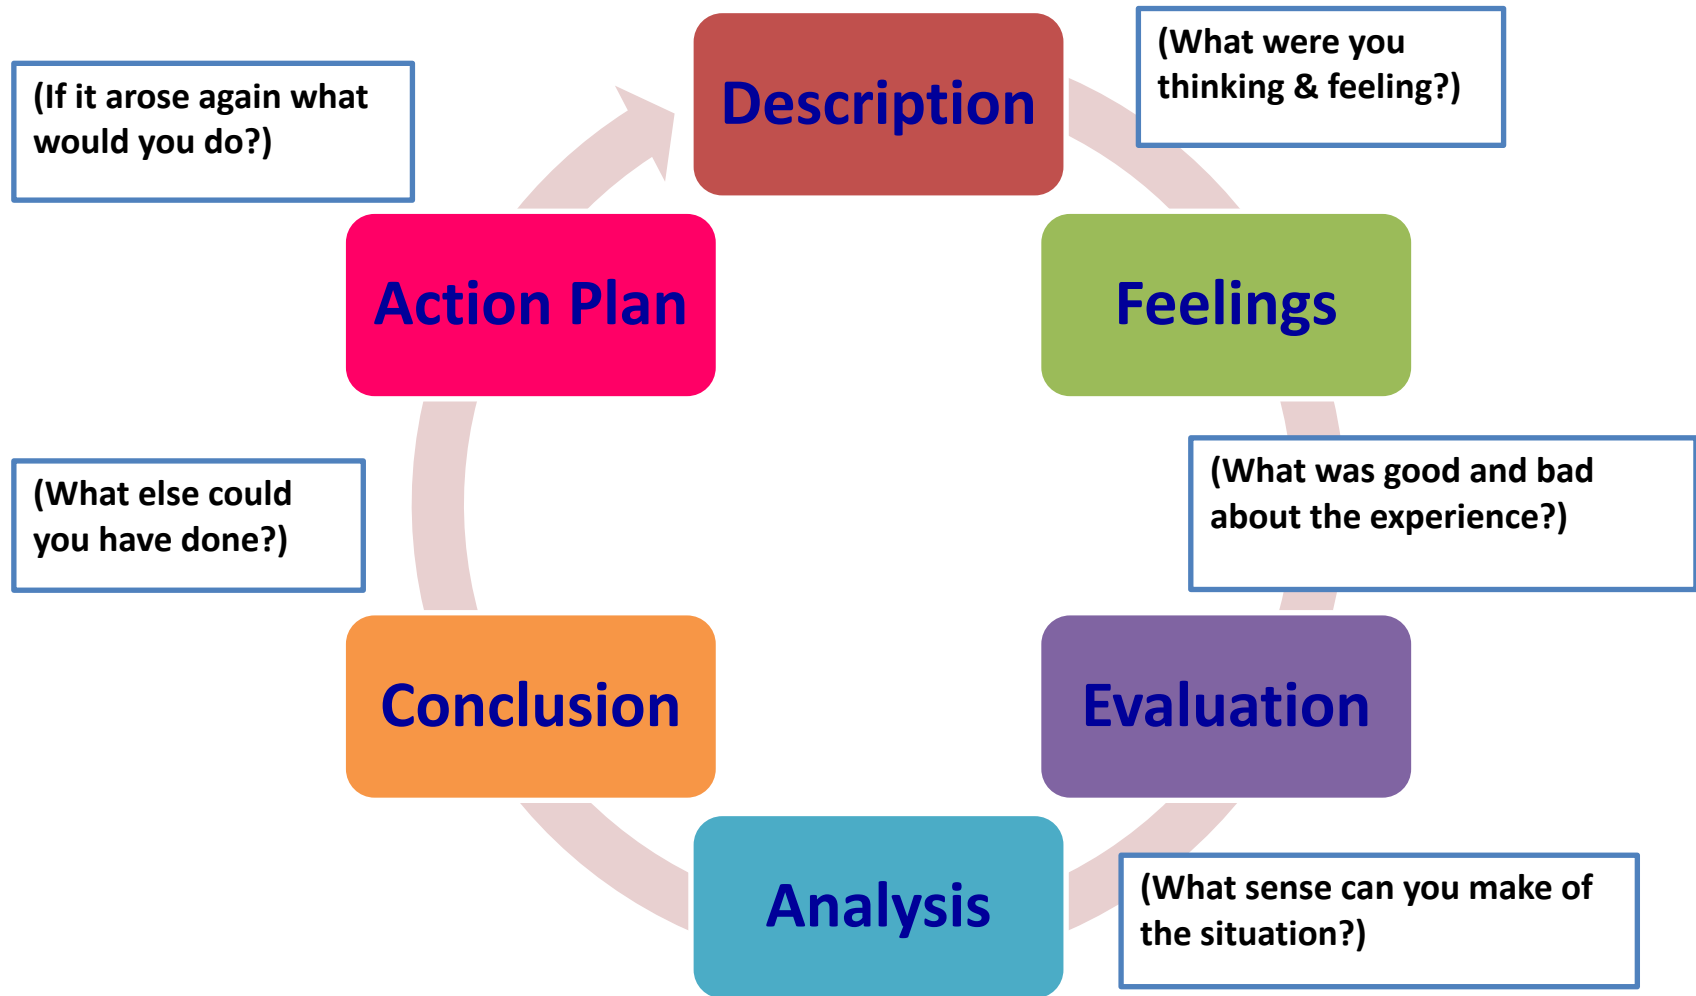 Description
(What were you
thinking & feeling?)
Feelings
(What was good and bad
about the experience?)
Evaluation
(What sense can you make of
the situation?)
Analysis
Conclusion
(What else could
you have done?)
Action Plan
(If it arose again what
would you do?)